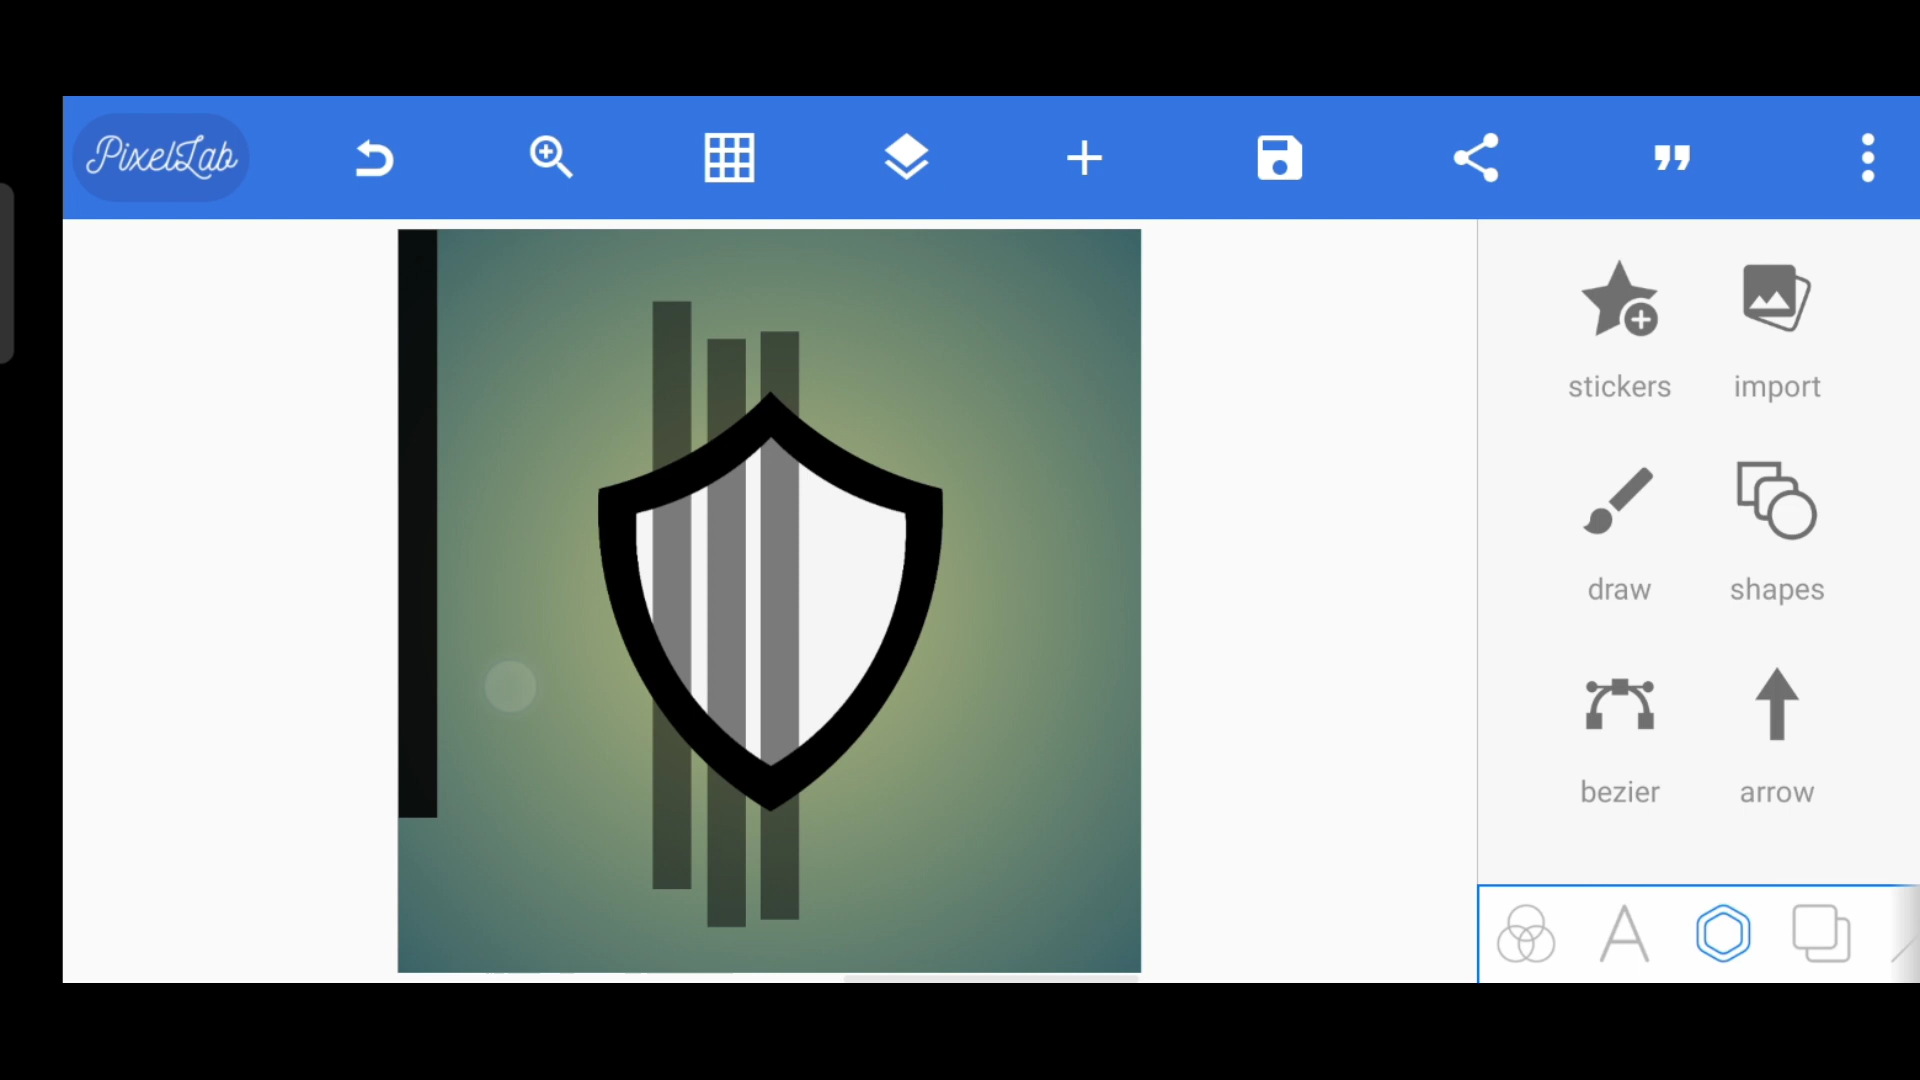 PixelLab
stickers
import
draw
shapes
bezier
arrow